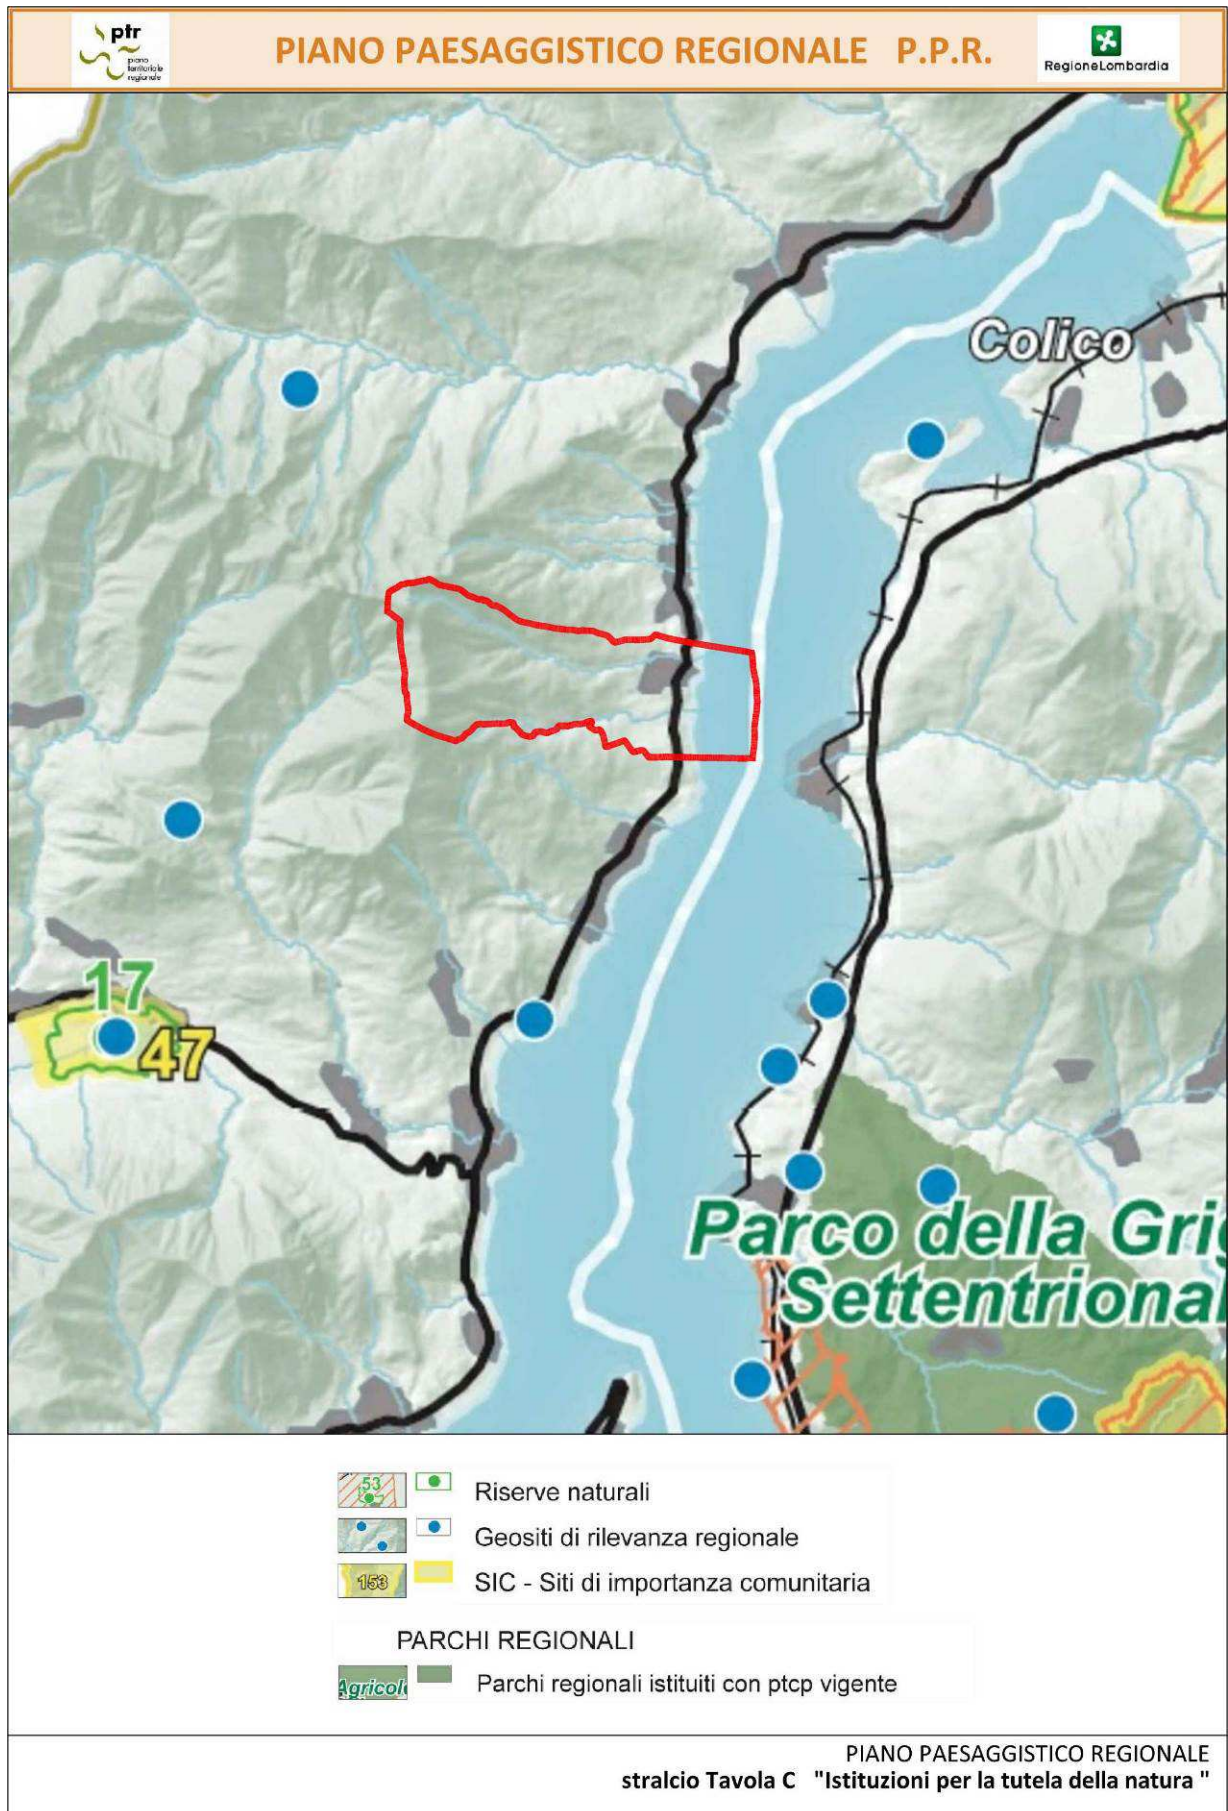 ptr
piano
territoriale
regionale
PIANO PAESAGGISTICO REGIONALE P.P.R.
RegioneLombardia
Colico
17
47
Parco della Grig
Settentrional
53
Riserve naturali
Geositi di rilevanza regionale
153
SIC - Siti di importanza comunitaria
PARCHI REGIONALI
Agricol
Parchi regionali istituiti con ptcp vigente
PIANO PAESAGGISTICO REGIONALE
stralcio Tavola C "Istituzioni per la tutela della natura "